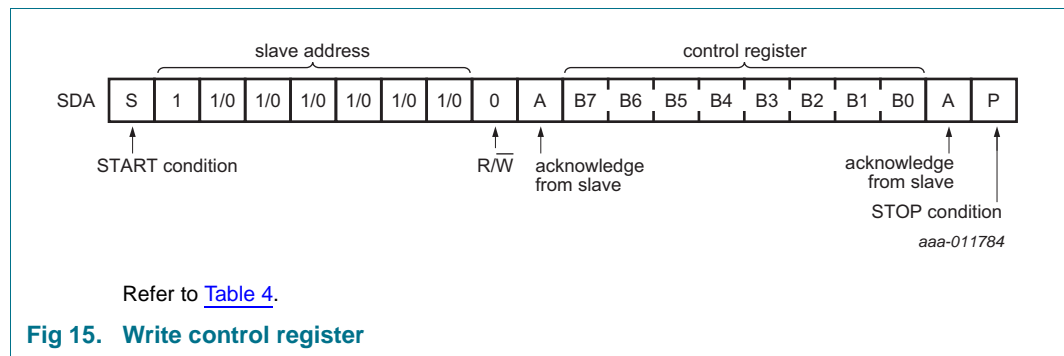 slave address control register
SDA S 1 1/0 1/0 1/0 1/0 1/0 1/0 0 A B7 B6 B5 B4 B3 B2 B1 B0 A P
START condition R/W̅ acknowledge from slave acknowledge from slave
STOP condition
aaa-011784
Refer to Table 4.
Fig 15. Write control register